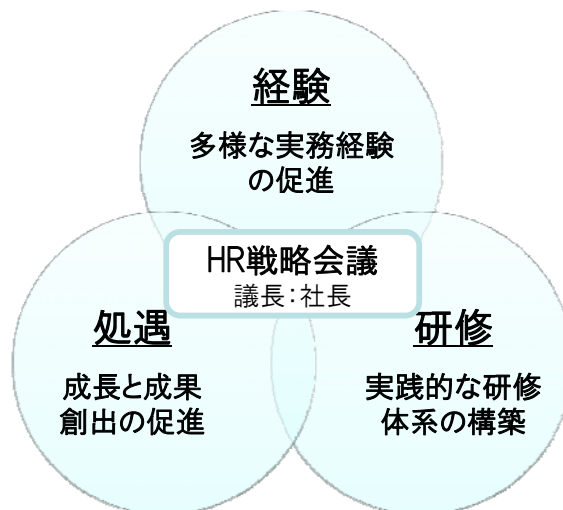 経験
多様な実務経験
の促進
HR戦略会議
議長：社長
処遇
成長と成果
創出の促進
研修
実践的な研修
体系の構築